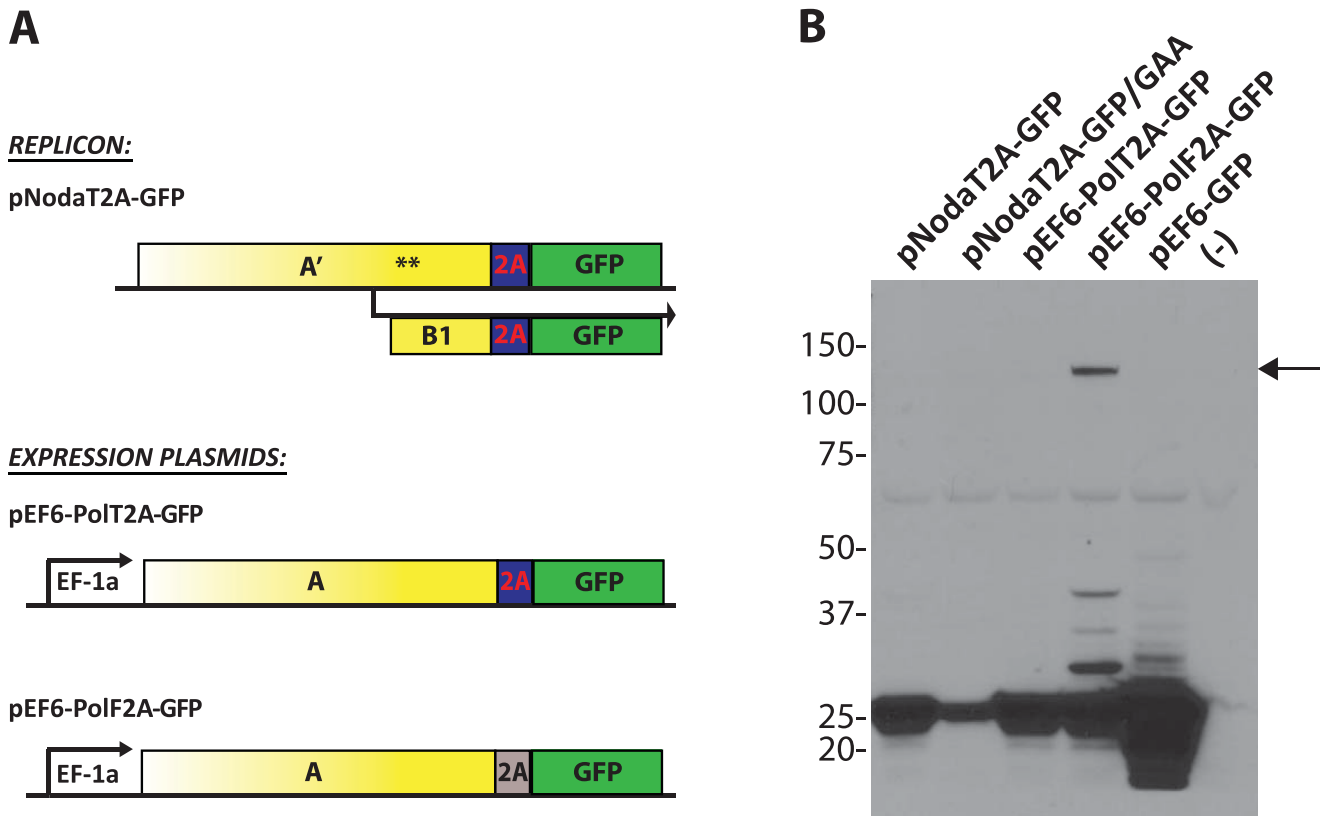 A
REPLICON:
pNodaT2A-GFP
A' ** 2A GFP
B1 2A GFP
EXPRESSION PLASMIDS:
pEF6-PolT2A-GFP
EF-1a A 2A GFP
pEF6-PolF2A-GFP
EF-1a A 2A GFP
B
pNodaT2A-GFP
pNodaT2A-GFP/GAA
pEF6-PolT2A-GFP
pEF6-PolF2A-GFP
pEF6-GFP
(-)
150-
100-
75-
50-
37-
25-
20-